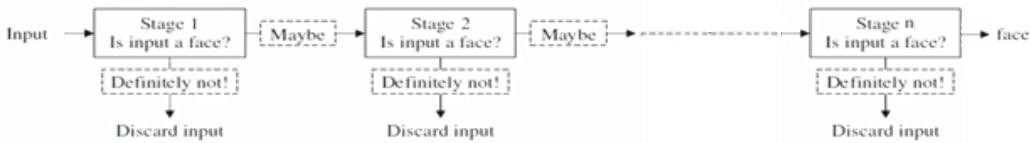 Input
Stage 1
Is input a face?
Maybe
Stage 2
Is input a face?
Maybe
Stage n
Is input a face?
face
Definitely not!
Definitely not!
Definitely not!
Discard input
Discard input
Discard input